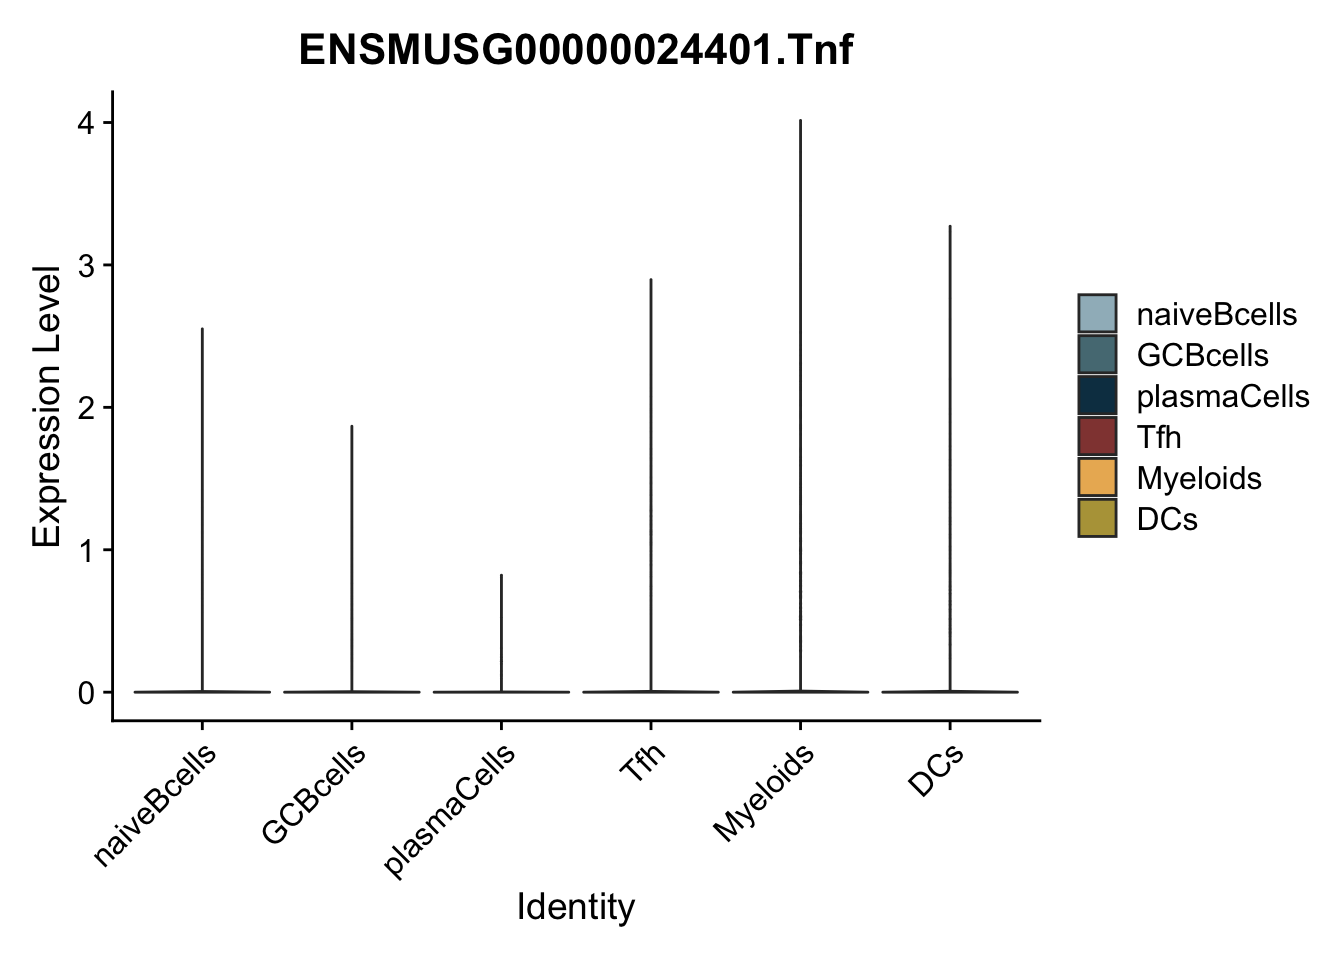 ENSMUSG00000024401.Tnf
Expression Level
4
3
2
1
0
naiveBcells
GCBcells
plasmaCells
Tfh
Myeloids
DCs
Identity
naiveBcells
GCBcells
plasmaCells
Tfh
Myeloids
DCs